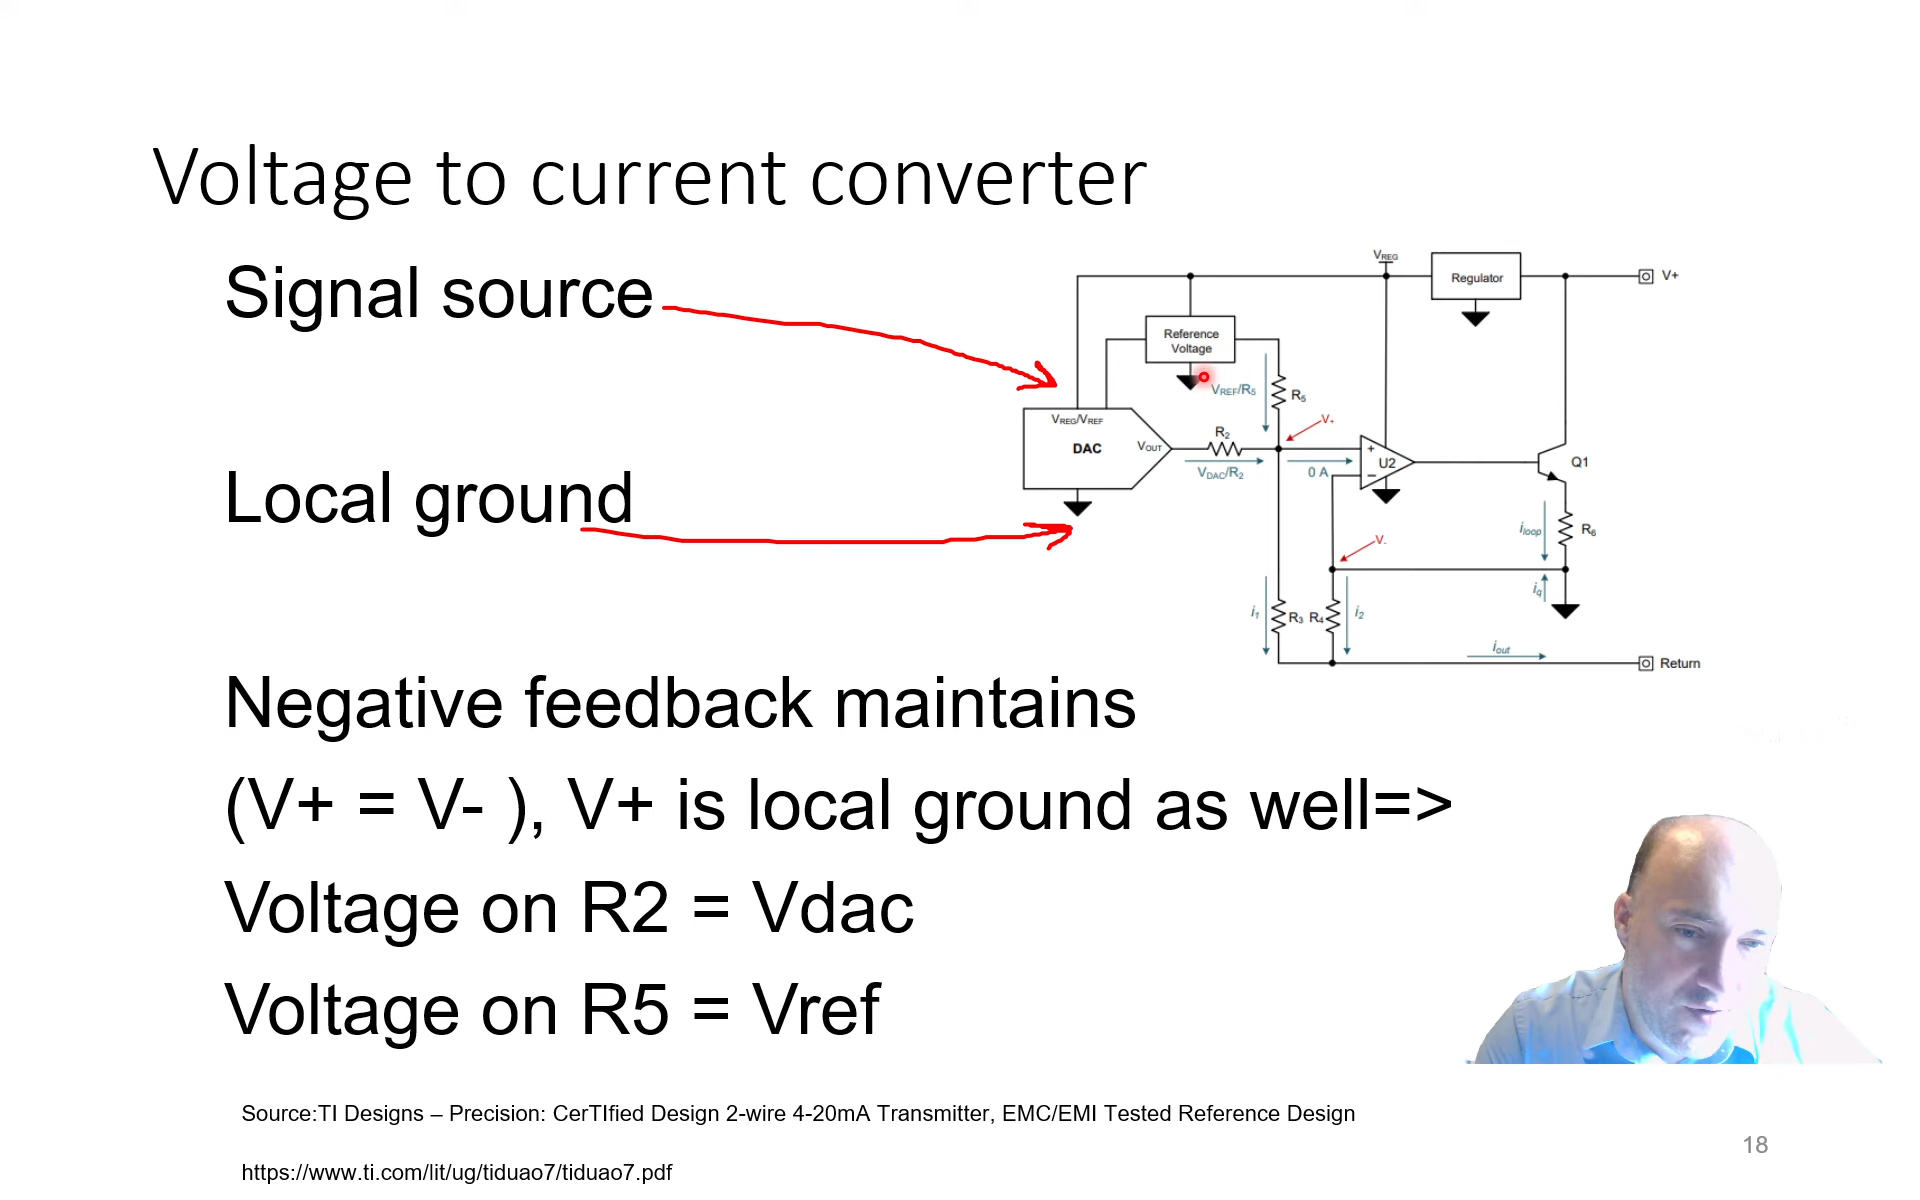 Voltage to current converter
Signal source
Local ground
Negative feedback maintains
(V+ = V- ), V+ is local ground as well=>
Voltage on R2 = Vdac
Voltage on R5 = Vref
VREG
Regulator
V+
Reference
Voltage
VREF/R5
R5
VREG/VREF
DAC
VOUT
R2
VDAC/R2
V+
0 A
+
U2
−
Q1
iloop
R6
V-
iq
i1
R3
R4
i2
iout
Return
Source:TI Designs – Precision: CerTIfied Design 2-wire 4-20mA Transmitter, EMC/EMI Tested Reference Design
https://www.ti.com/lit/ug/tiduao7/tiduao7.pdf
18